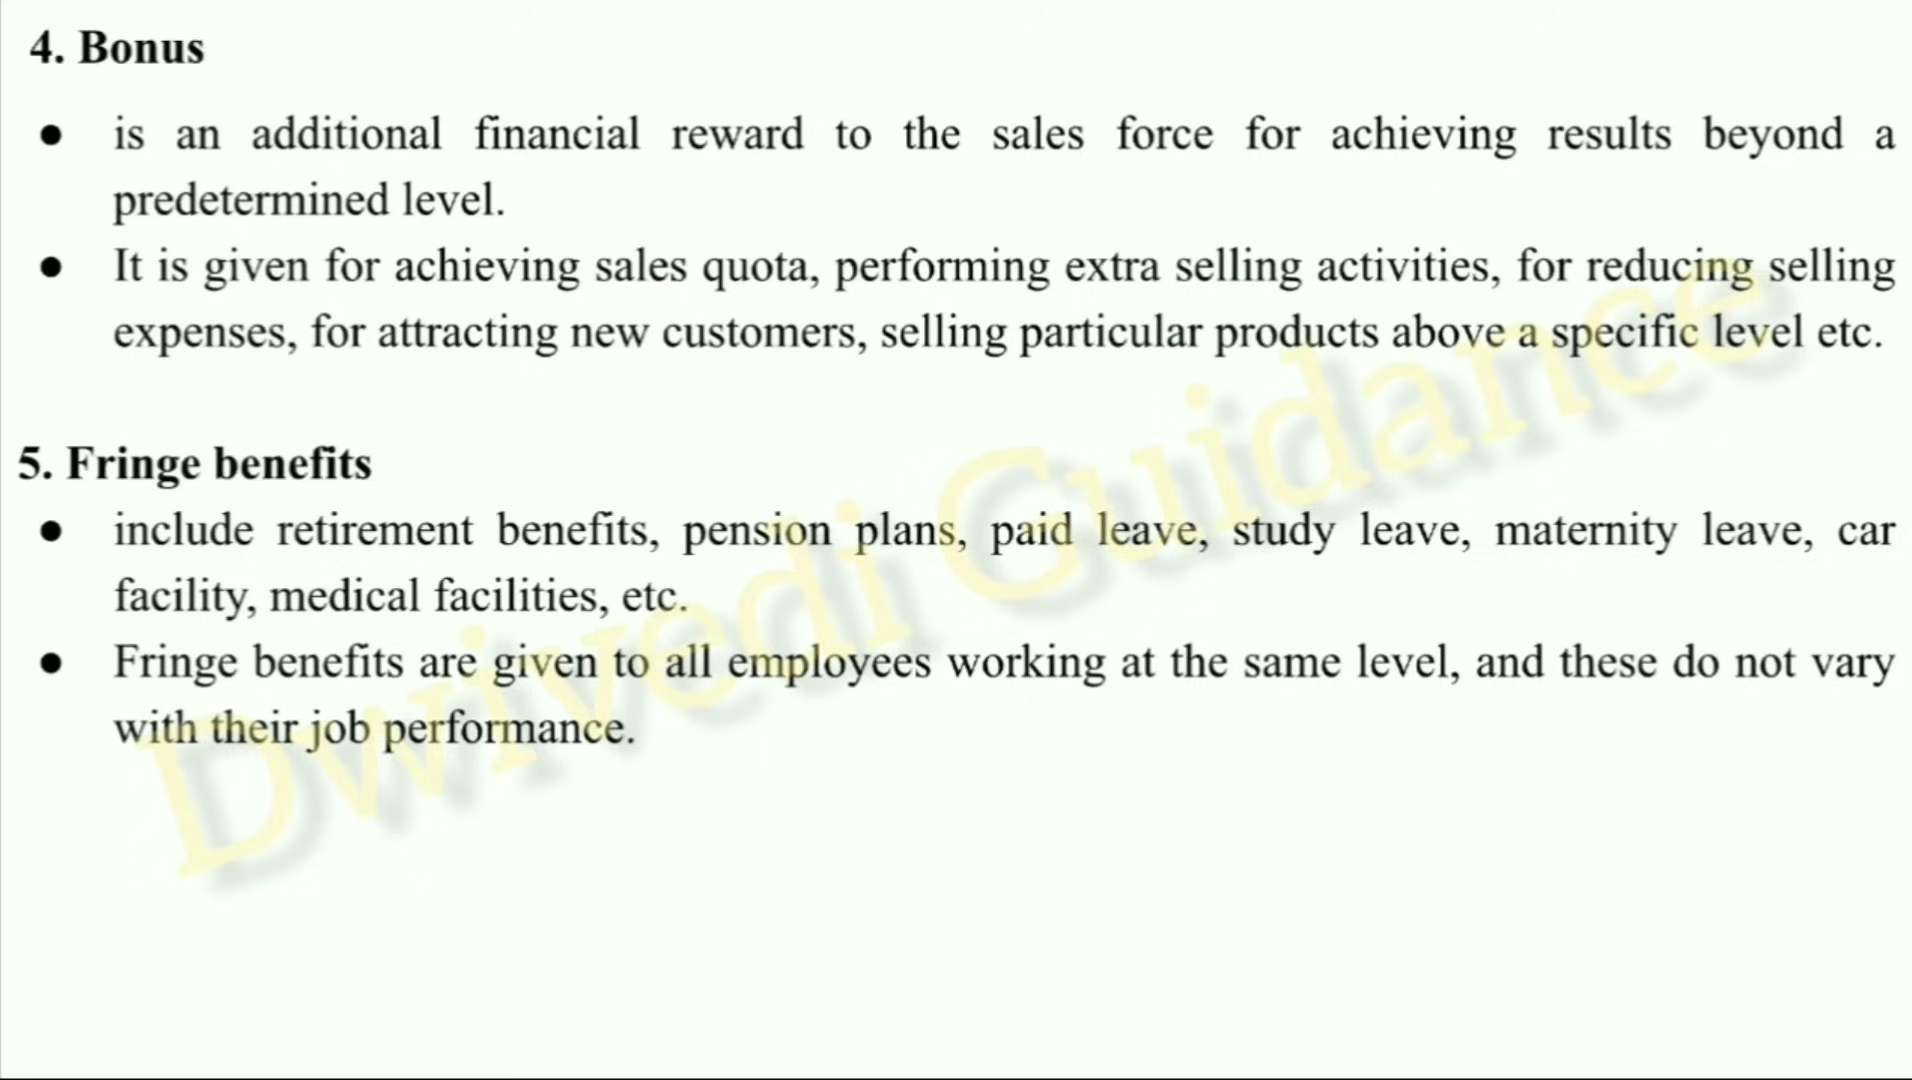 4. Bonus
● is an additional financial reward to the sales force for achieving results beyond a
predetermined level.
● It is given for achieving sales quota, performing extra selling activities, for reducing selling
expenses, for attracting new customers, selling particular products above a specific level etc.
5. Fringe benefits
● include retirement benefits, pension plans, paid leave, study leave, maternity leave, car
facility, medical facilities, etc.
● Fringe benefits are given to all employees working at the same level, and these do not vary
with their job performance.
Dwivedi Guidance